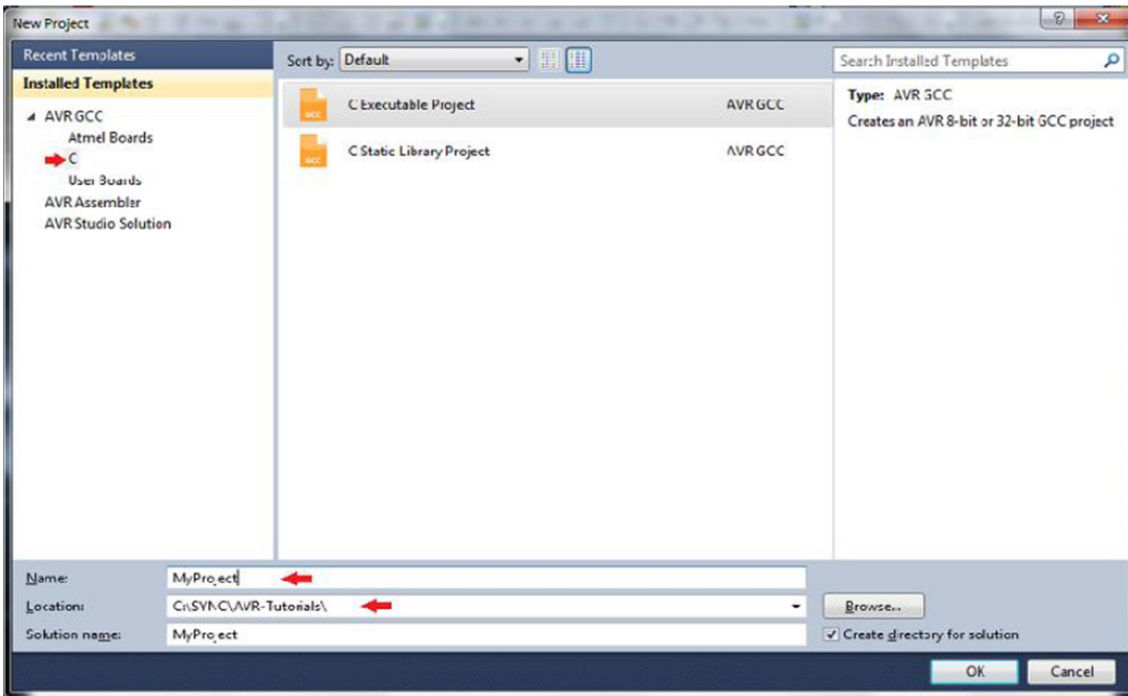 New Project
Recent Templates
Installed Templates
AVR GCC
Atmel Boards
C
User Boards
AVR Assembler
AVR Studio Solution
Sort by: Default
GCC
C Executable Project
AVR GCC
GCC
C Static Library Project
AVR GCC
Search Installed Templates
Type: AVR GCC
Creates an AVR 8-bit or 32-bit GCC project
Name:
MyProject
Location:
C:\SYNC\AVR-Tutorials\
Browse...
Solution name:
MyProject
Create directory for solution
OK
Cancel